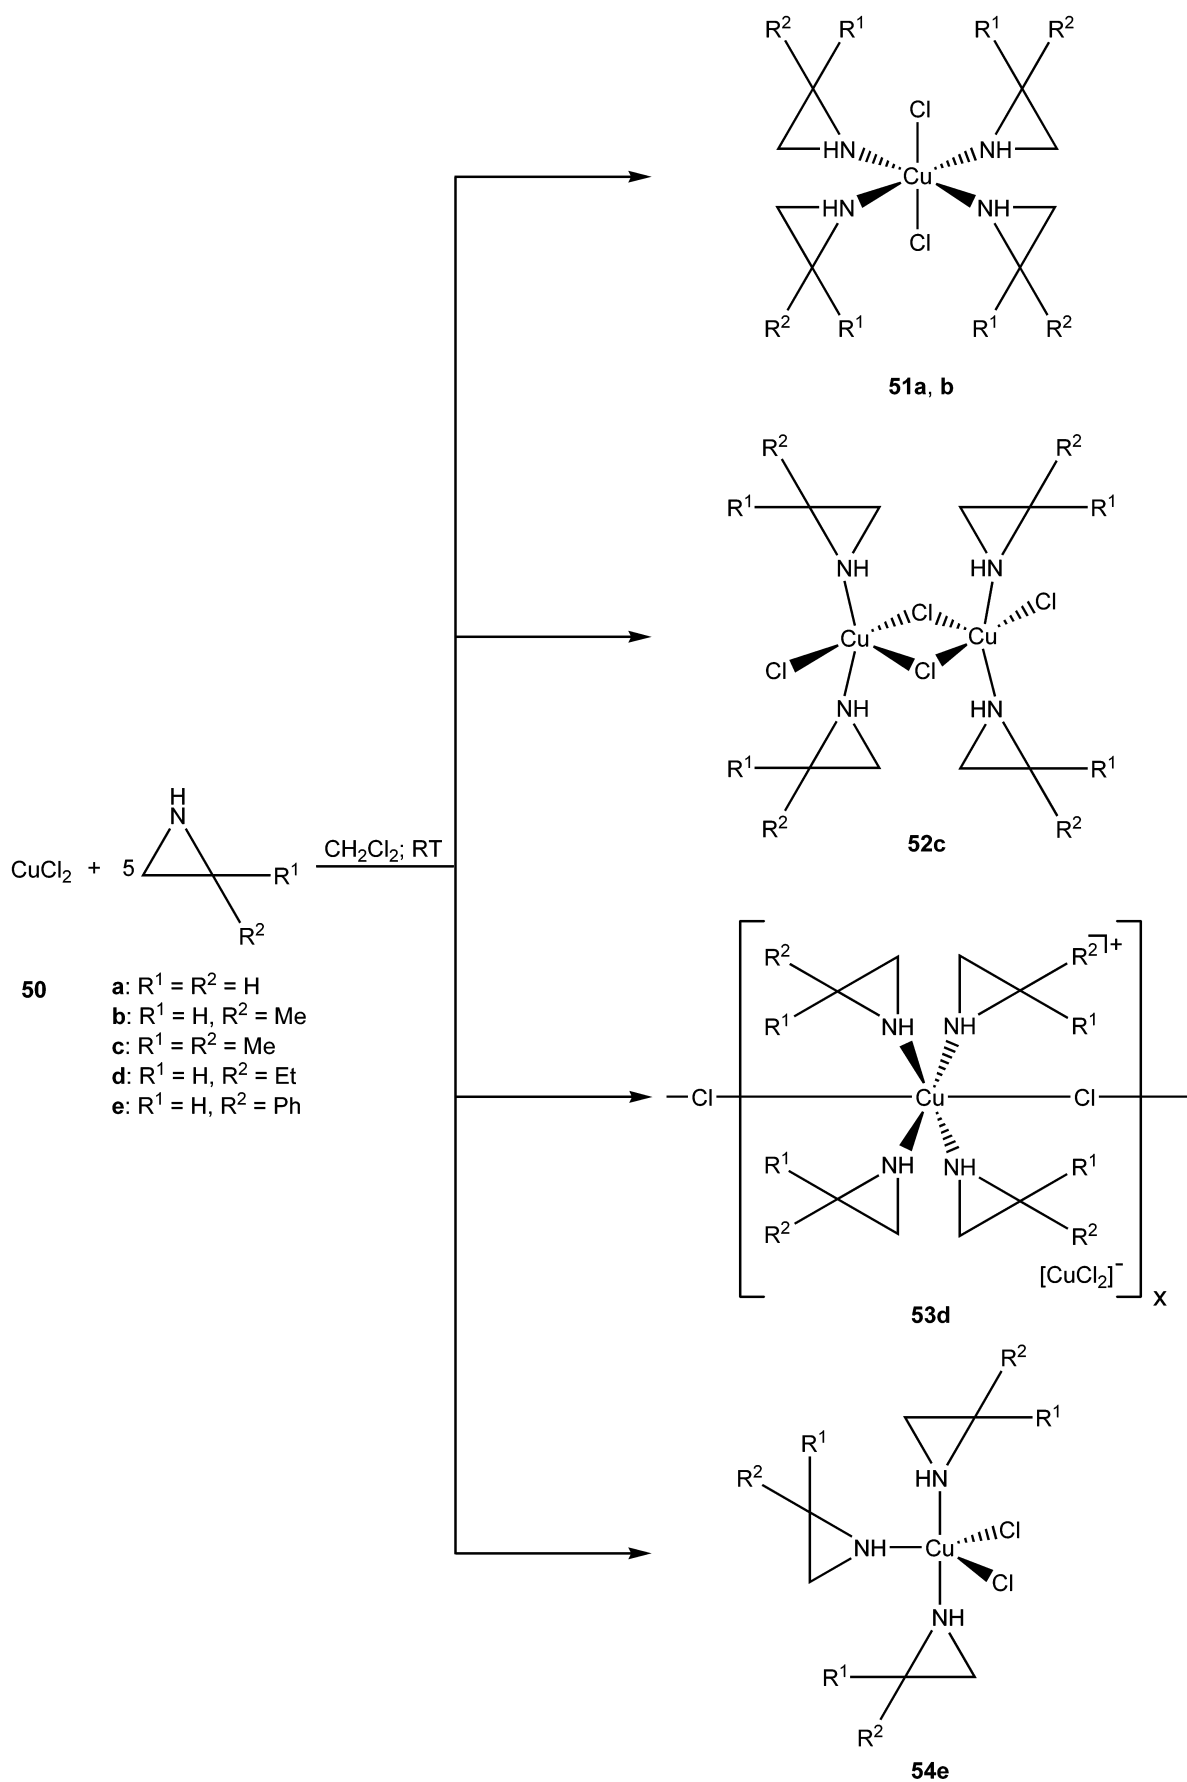 R² R¹ R¹ R²
Cl
HN NH
Cu
HN NH
Cl
R² R¹ R¹ R²
51a, b
R² R²
R¹ R¹
NH HN
Cl Cl
Cu Cu
Cl Cl
NH HN
R¹ R¹
R² R²
52c
H
N
CuCl₂ + 5 R¹
R²
CH₂Cl₂; RT
50
a: R¹ = R² = H
b: R¹ = H, R² = Me
c: R¹ = R² = Me
d: R¹ = H, R² = Et
e: R¹ = H, R² = Ph
R² R² +
R¹ R¹
NH NH
Cl Cu Cl
NH NH
R¹ R¹
R² R²
[CuCl₂]⁻
x
53d
R²
R¹
R¹
R²
HN
NH Cu Cl
Cl
NH
R¹
R²
54e